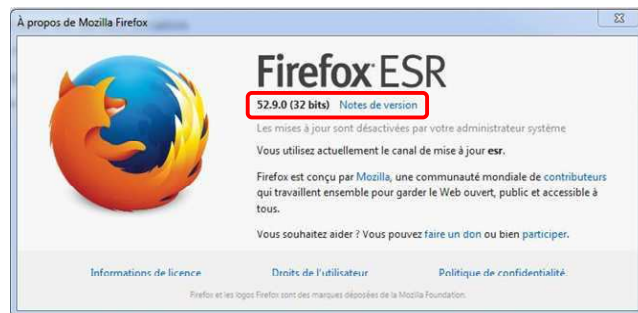 À propos de Mozilla Firefox
Firefox ESR
52.9.0 (32 bits) Notes de version
Les mises à jour sont désactivées par votre administrateur système
Vous utilisez actuellement le canal de mise à jour esr.
Firefox est conçu par Mozilla, une communauté mondiale de contributeurs
qui travaillent ensemble pour garder le Web ouvert, public et accessible à
tous.
Vous souhaitez aider ? Vous pouvez faire un don ou bien participer.
Informations de licence Droits de l'utilisateur Politique de confidentialité
Firefox et les logos Firefox sont des marques déposées de la Mozilla Foundation.